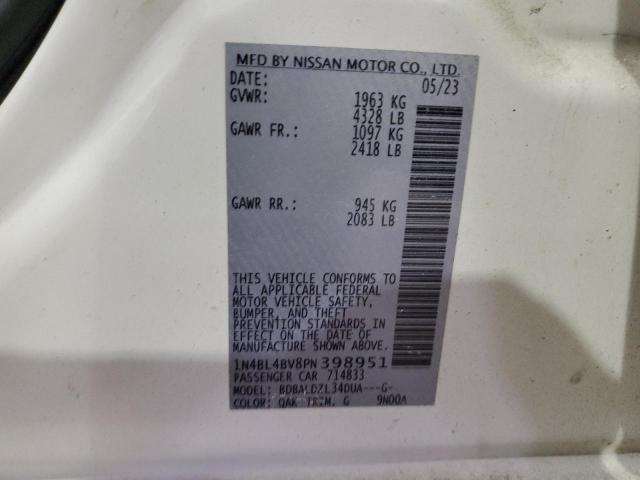 MFD BY NISSAN MOTOR CO., LTD.
DATE: 05/23
GVWR: 1963 KG
4328 LB
GAWR FR.: 1097 KG
2418 LB
GAWR RR.: 945 KG
2083 LB
THIS VEHICLE CONFORMS TO
ALL APPLICABLE FEDERAL
MOTOR VEHICLE SAFETY,
BUMPER, AND THEFT
PREVENTION STANDARDS IN
EFFECT ON THE DATE OF
MANUFACTURE SHOWN ABOVE.
1N4BL4BV8PN398951
PASSENGER CAR 714833
MODEL: BDBALDZL34DUA---G-
COLOR: QAK TRIM, G 9N00A